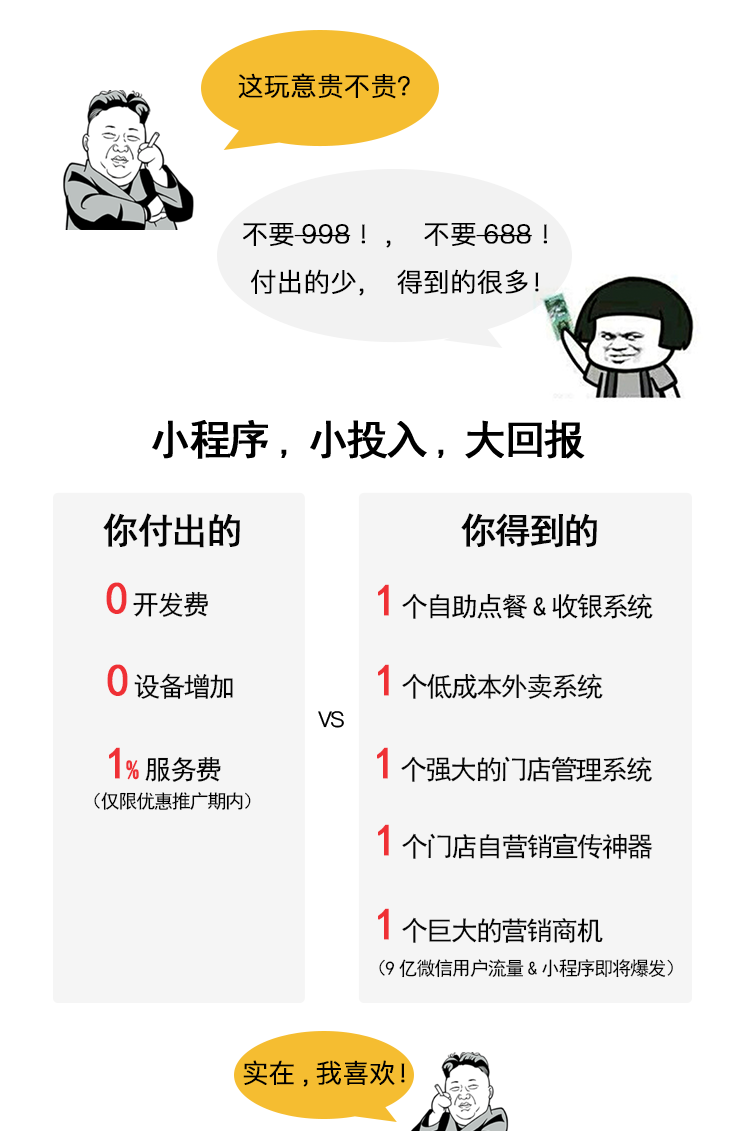 这玩意贵不贵?
不要 998！， 不要 688！
付出的少, 得到的很多!
小程序, 小投入, 大回报
你付出的
0 开发费
0 设备增加
1% 服务费
（仅限优惠推广期内）
VS
你得到的
1 个自助点餐 & 收银系统
1 个低成本外卖系统
1 个强大的门店管理系统
1 个门店自营销宣传神器
1 个巨大的营销商机
（9 亿微信用户流量 & 小程序即将爆发）
实在, 我喜欢!